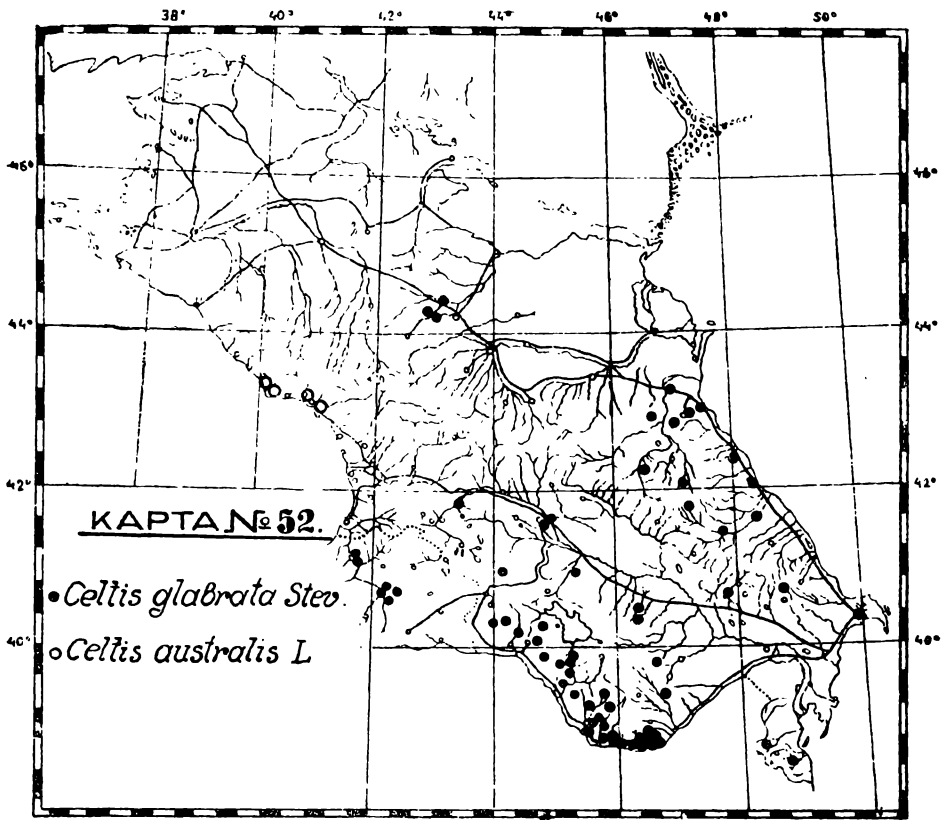 38° 40° 42° 44° 46° 48° 50°
46° 46°
44° 44°
42° 42°
КАРТА № 52.
Celtis glaBrata Stev.
40° 40°
Celtis australis L